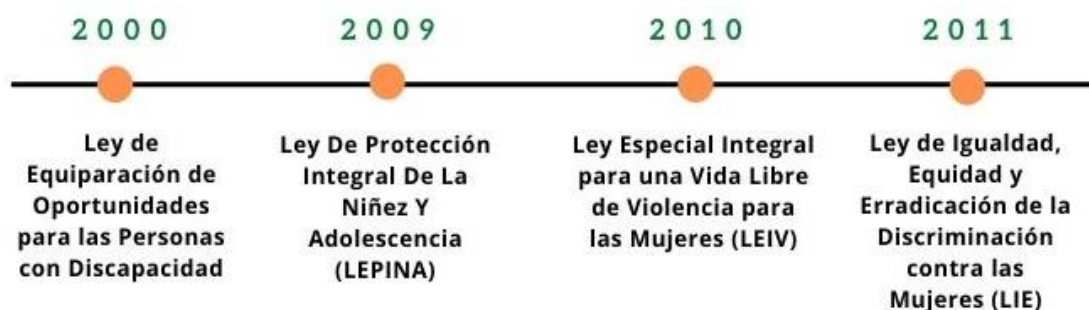 2000
Ley de
Equiparación de
Oportunidades
para las Personas
con Discapacidad
2009
Ley De Protección
Integral De La
Niñez Y
Adolescencia
(LEPINA)
2010
Ley Especial Integral
para una Vida Libre
de Violencia para
las Mujeres (LEIV)
2011
Ley de Igualdad,
Equidad y
Erradicación de la
Discriminación
contra las
Mujeres (LIE)